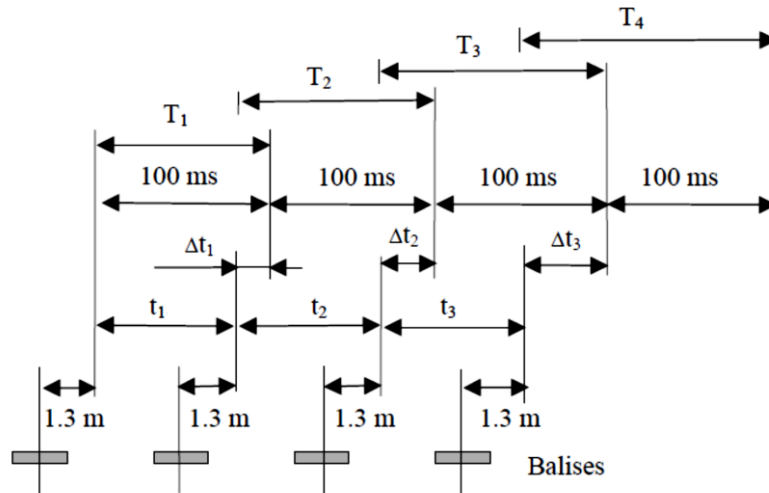 T₄
T₃
T₂
T₁
100 ms 100 ms 100 ms 100 ms
Δt₁ Δt₂ Δt₃
t₁ t₂ t₃
1.3 m 1.3 m 1.3 m 1.3 m
Balises